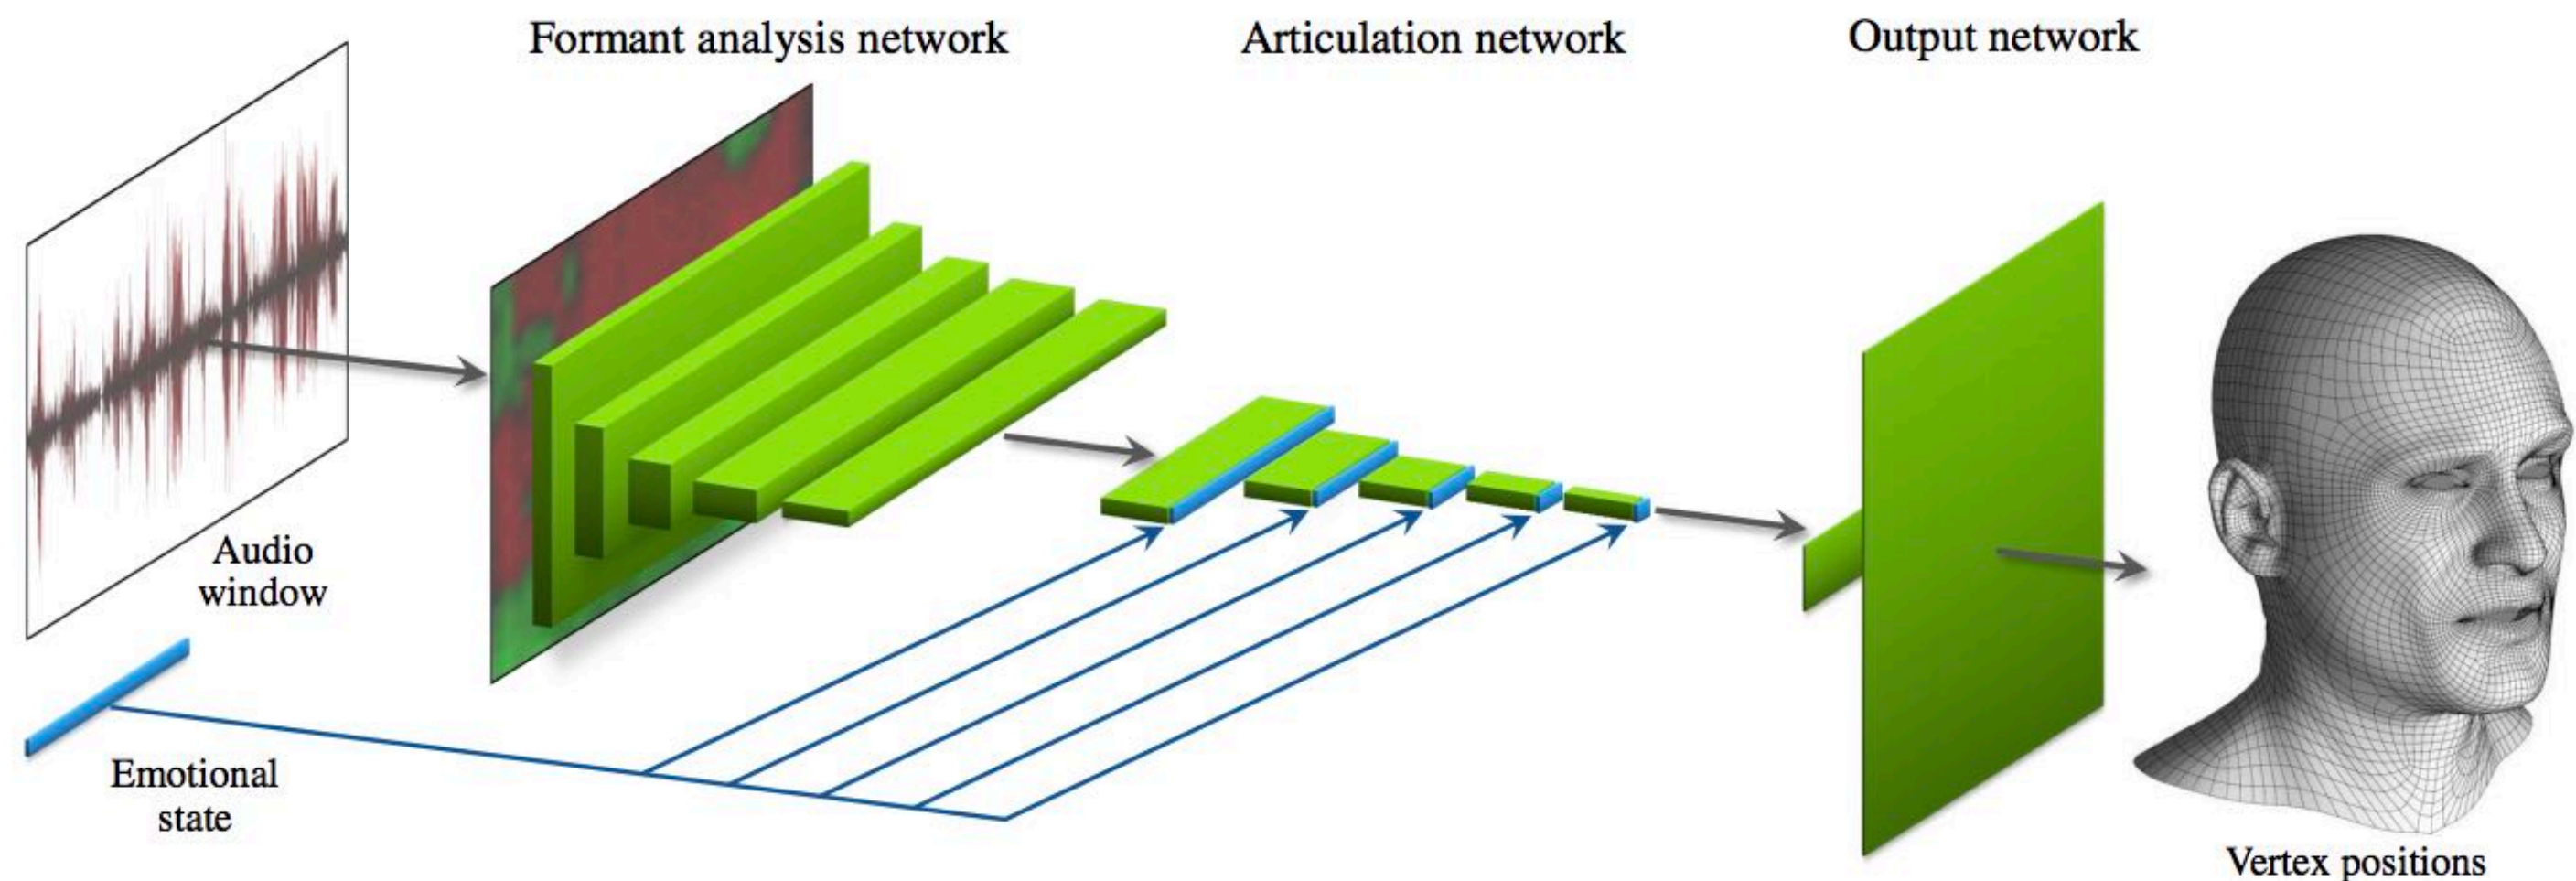 Formant analysis network
Articulation network
Output network
Audio
window
Emotional
state
Vertex positions